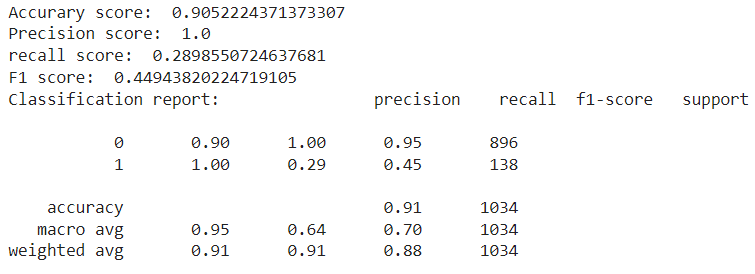 Accurary score:  0.9052224371373307
Precision score:  1.0
recall score:  0.2898550724637681
F1 score:  0.44943820224719105
Classification report:               precision    recall  f1-score   support

           0       0.90      1.00      0.95       896
           1       1.00      0.29      0.45       138

    accuracy                           0.91      1034
   macro avg       0.95      0.64      0.70      1034
weighted avg       0.91      0.91      0.88      1034